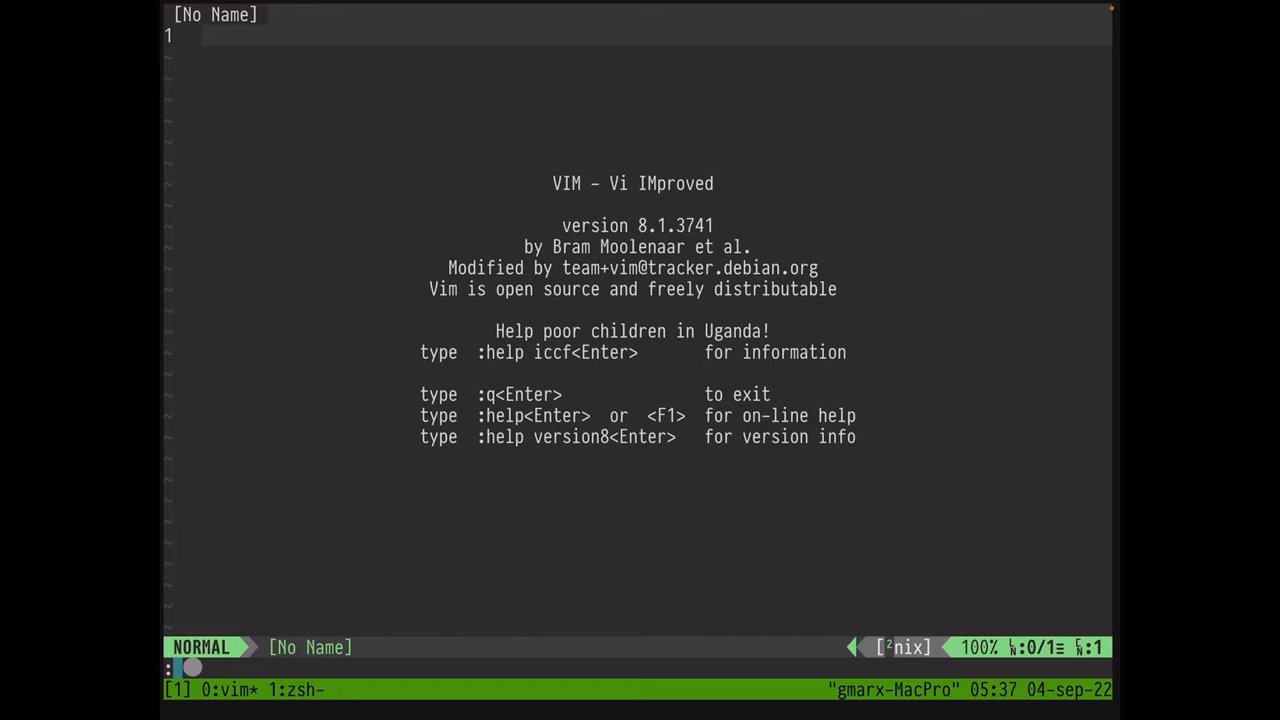 [No Name]
1
~
~
~
~
~
~
VIM - Vi IMproved
~
~
version 8.1.3741
~
by Bram Moolenaar et al.
~
Modified by team+vim@tracker.debian.org
~
Vim is open source and freely distributable
~
~
Help poor children in Uganda!
~
type :help iccf<Enter> for information
~
~
type :q<Enter> to exit
~
type :help<Enter> or <F1> for on-line help
~
type :help version8<Enter> for version info
~
~
~
~
~
~
~
~
~
NORMAL [No Name] [²nix] 100% LN:0/1≡ CN:1
:
[1] 0:vim* 1:zsh- "gmarx-MacPro" 05:37 04-sep-22